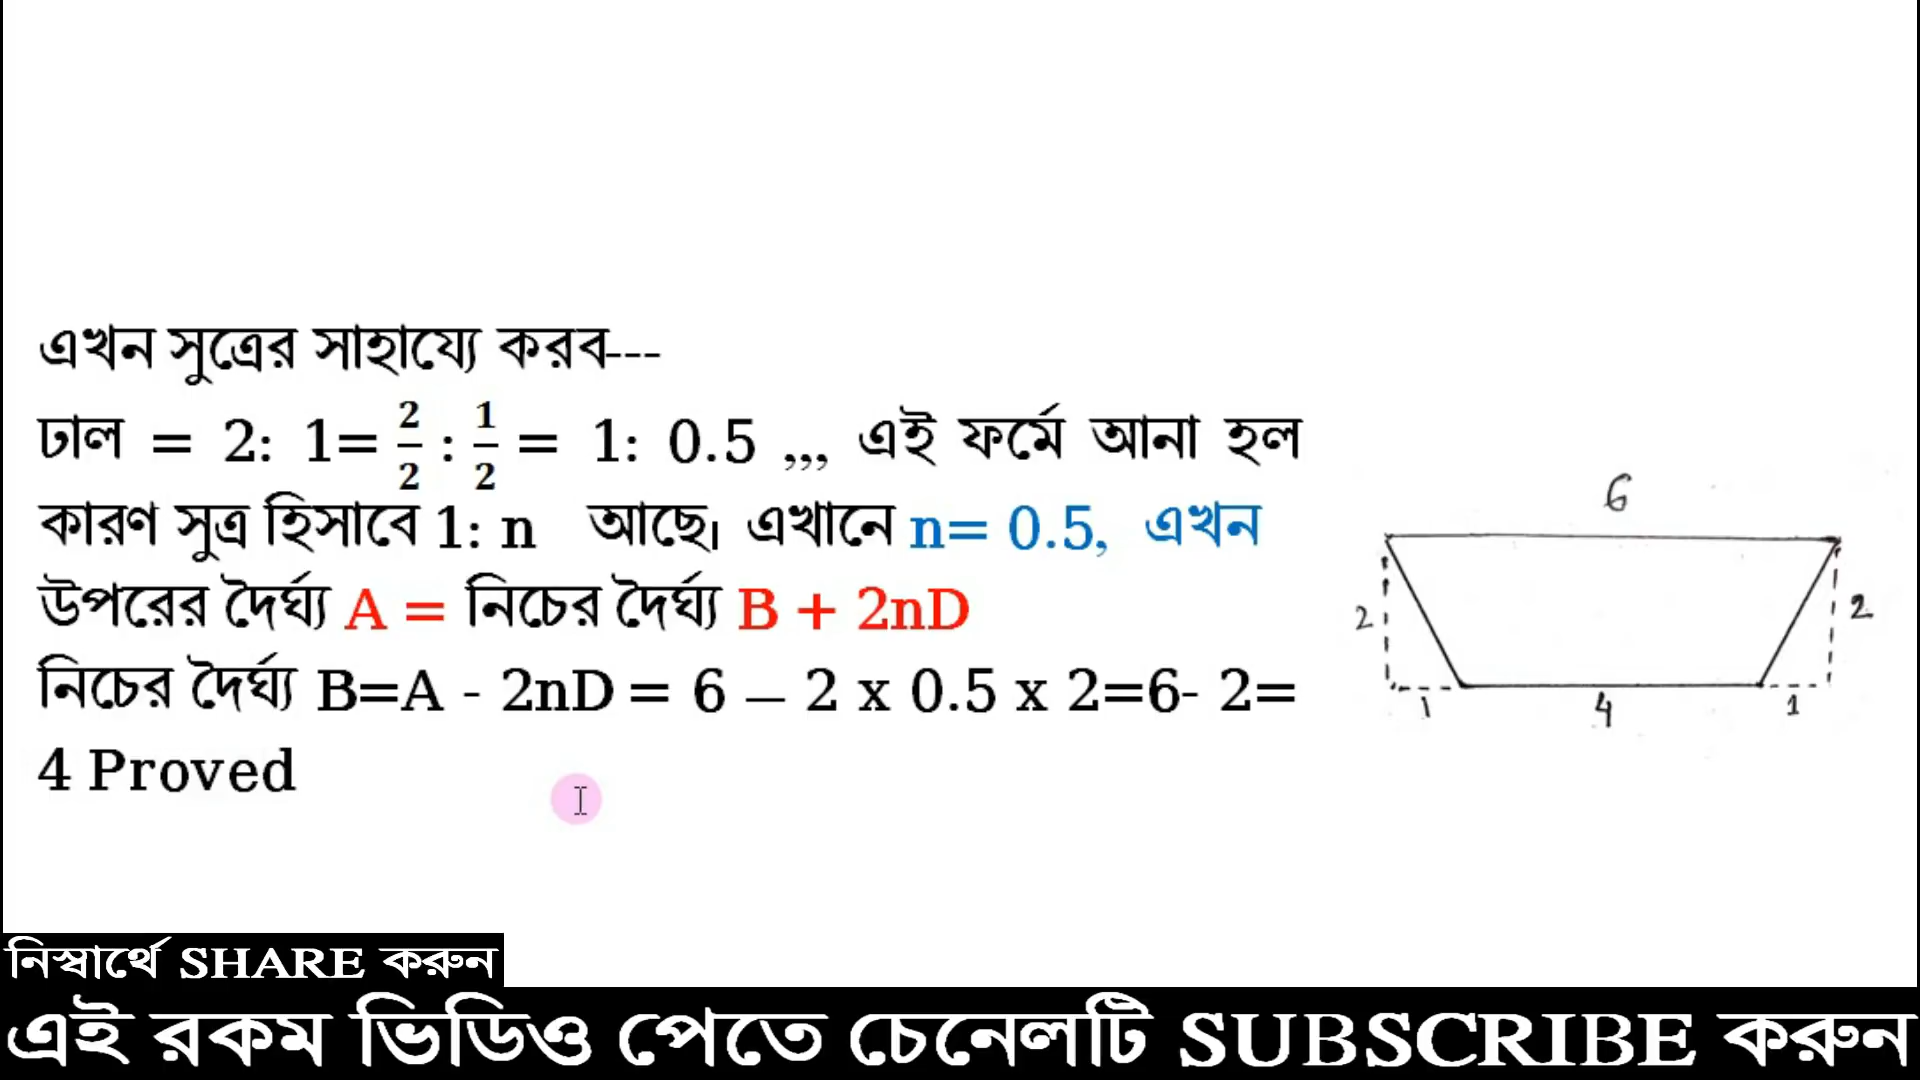 এখন সুত্রের সাহায্যে করব---
ঢাল = 2: 1= 2/2 : 1/2 = 1: 0.5 ,,, এই ফর্মে আনা হল
কারণ সুত্র হিসাবে 1: n আছে। এখানে n= 0.5, এখন
উপরের দৈর্ঘ্য A = নিচের দৈর্ঘ্য B + 2nD
নিচের দৈর্ঘ্য B=A - 2nD = 6 – 2 x 0.5 x 2=6- 2=
4 Proved
6
2 2
1 4 1
নিস্বার্থে SHARE করুন
এই রকম ভিডিও পেতে চেনেলটি SUBSCRIBE করুন